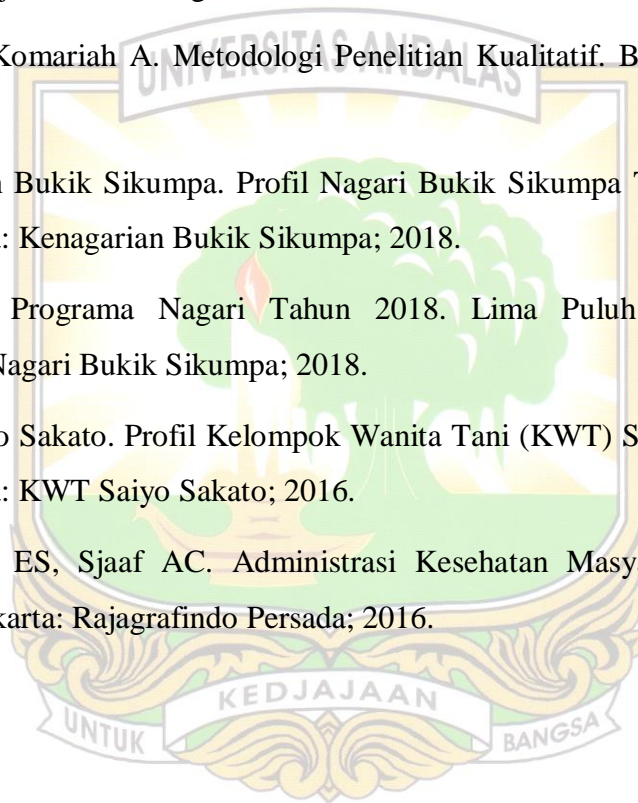 Komariah A. Metodologi Penelitian Kualitatif. B
UNIVERSITAS ANDALAS
Bukik Sikumpa. Profil Nagari Bukik Sikumpa T
: Kenagarian Bukik Sikumpa; 2018.
Programa Nagari Tahun 2018. Lima Puluh
Nagari Bukik Sikumpa; 2018.
o Sakato. Profil Kelompok Wanita Tani (KWT) S
: KWT Saiyo Sakato; 2016.
ES, Sjaaf AC. Administrasi Kesehatan Masy
karta: Rajagrafindo Persada; 2016.
KEDJAJAAN
UNTUK BANGSA